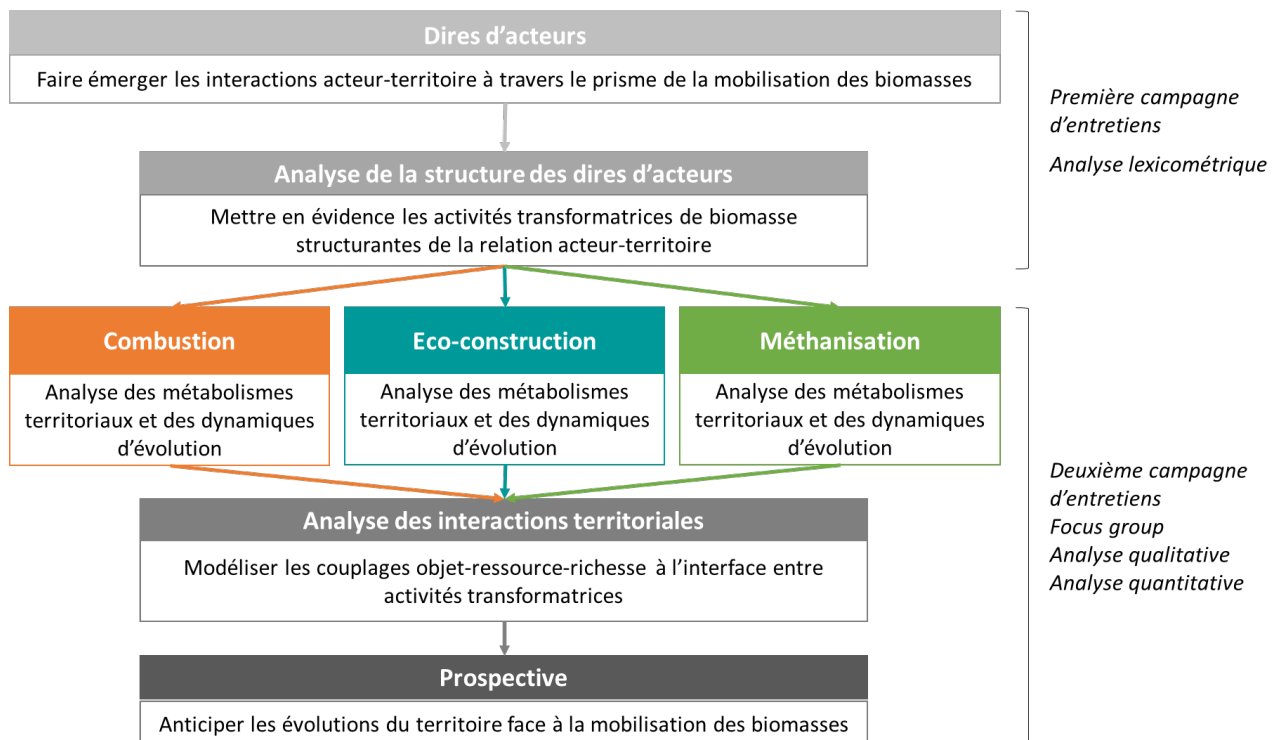 Dires d'acteurs
Faire émerger les interactions acteur-territoire à travers le prisme de la mobilisation des biomasses
Première campagne
d'entretiens
Analyse lexicométrique
Analyse de la structure des dires d'acteurs
Mettre en évidence les activités transformatrices de biomasse
structurantes de la relation acteur-territoire
Combustion
Analyse des métabolismes
territoriaux et des dynamiques
d'évolution
Eco-construction
Analyse des métabolismes
territoriaux et des dynamiques
d'évolution
Méthanisation
Analyse des métabolismes
territoriaux et des dynamiques
d'évolution
Deuxième campagne
d'entretiens
Focus group
Analyse qualitative
Analyse quantitative
Analyse des interactions territoriales
Modéliser les couplages objet-ressource-richesse à l'interface entre
activités transformatrices
Prospective
Anticiper les évolutions du territoire face à la mobilisation des biomasses